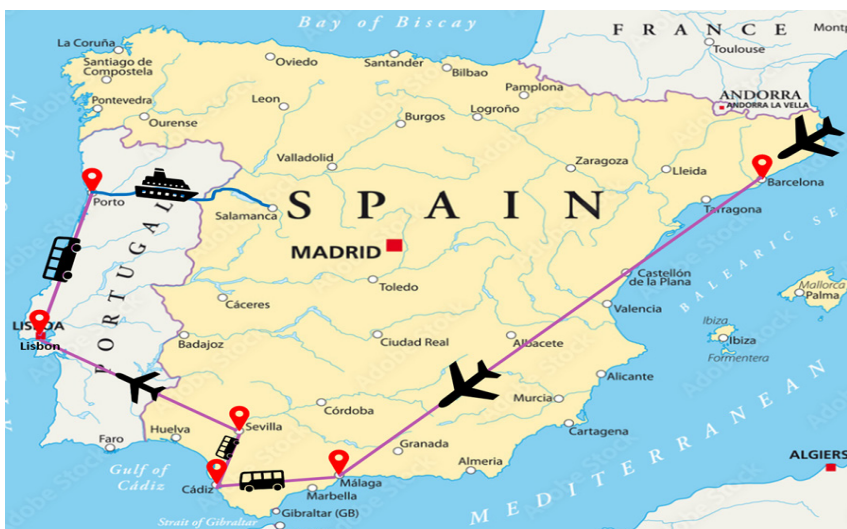 Bay of Biscay
FRANCE
Montp
Toulouse
La Coruña
Santiago de
Compostela
Oviedo
Santander
Bilbao
Pamplona
ANDORRA
ANDORRA LA VELLA
Pontevedra
Ourense
Leon
Burgos
Logroño
Valladolid
Zaragoza
Lleida
Barcelona
Tarragona
Porto
Salamanca
SPAIN
MADRID
PORTUGAL
OCEAN
BALEARIC SE
Toledo
Castellón
de la Plana
Mallorca
Palma
Cáceres
Valencia
LISBOA
Lisbon
Badajoz
Ciudad Real
Albacete
Ibiza
Ibiza
Formentera
Alicante
Murcia
Cartagena
Córdoba
Sevilla
Huelva
Faro
Granada
Almeria
MEDITERRANEAN
Gulf of
Cádiz
Cádiz
Málaga
Marbella
Gibraltar (GB)
Strait of Gibraltar
ALGIERS
Adobe Stock